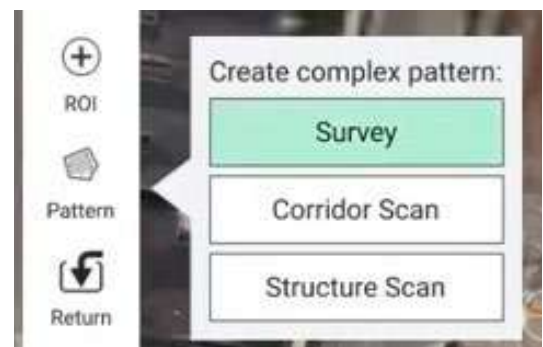 ROI
Pattern
Return
Create complex pattern:
Survey
Corridor Scan
Structure Scan